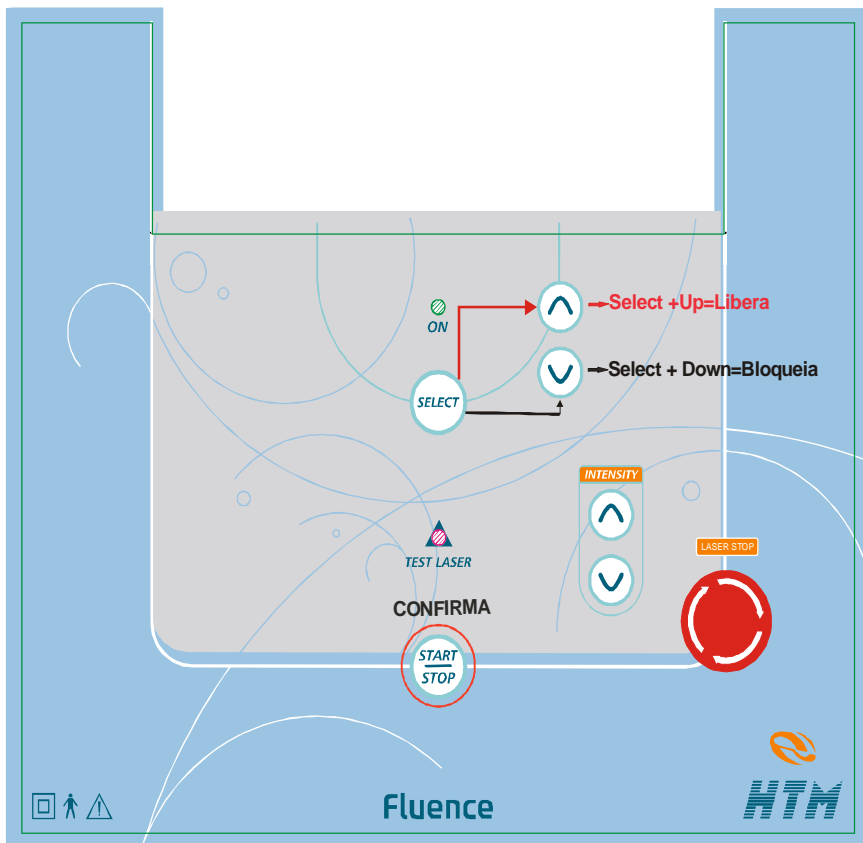 Select +Up=Libera
ON
Select + Down=Bloqueia
SELECT
INTENSITY
LASER STOP
TEST LASER
CONFIRMA
START
STOP
Fluence
HTM